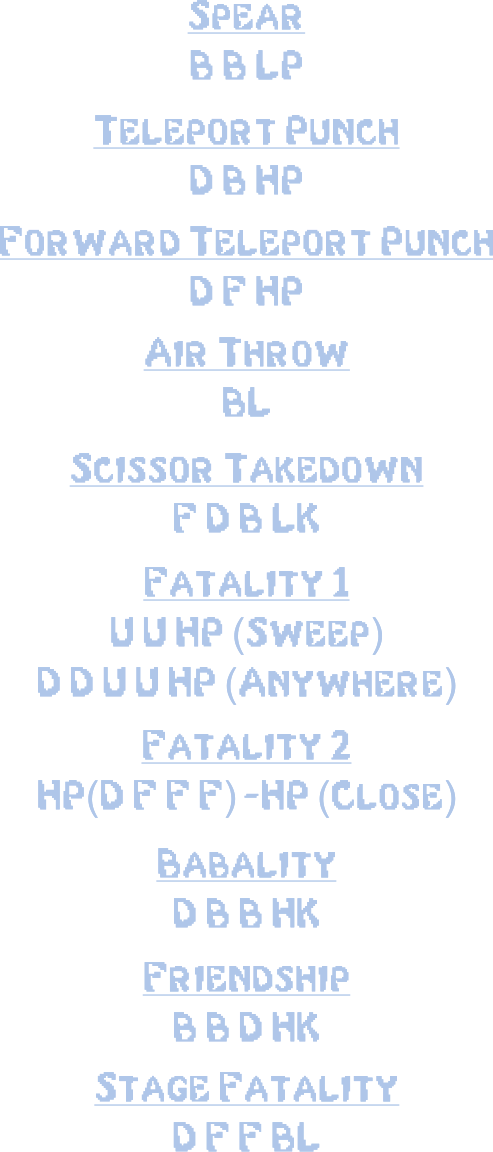 Spear
B B LP
Teleport Punch
D B HP
Forward Teleport Punch
D F HP
Air Throw
BL
Scissor Takedown
F D B LK
Fatality 1
U U HP (Sweep)
D D U U HP (Anywhere)
Fatality 2
HP(D F F F) -HP (Close)
Babality
D B B HK
Friendship
B B D HK
Stage Fatality
D F F BL